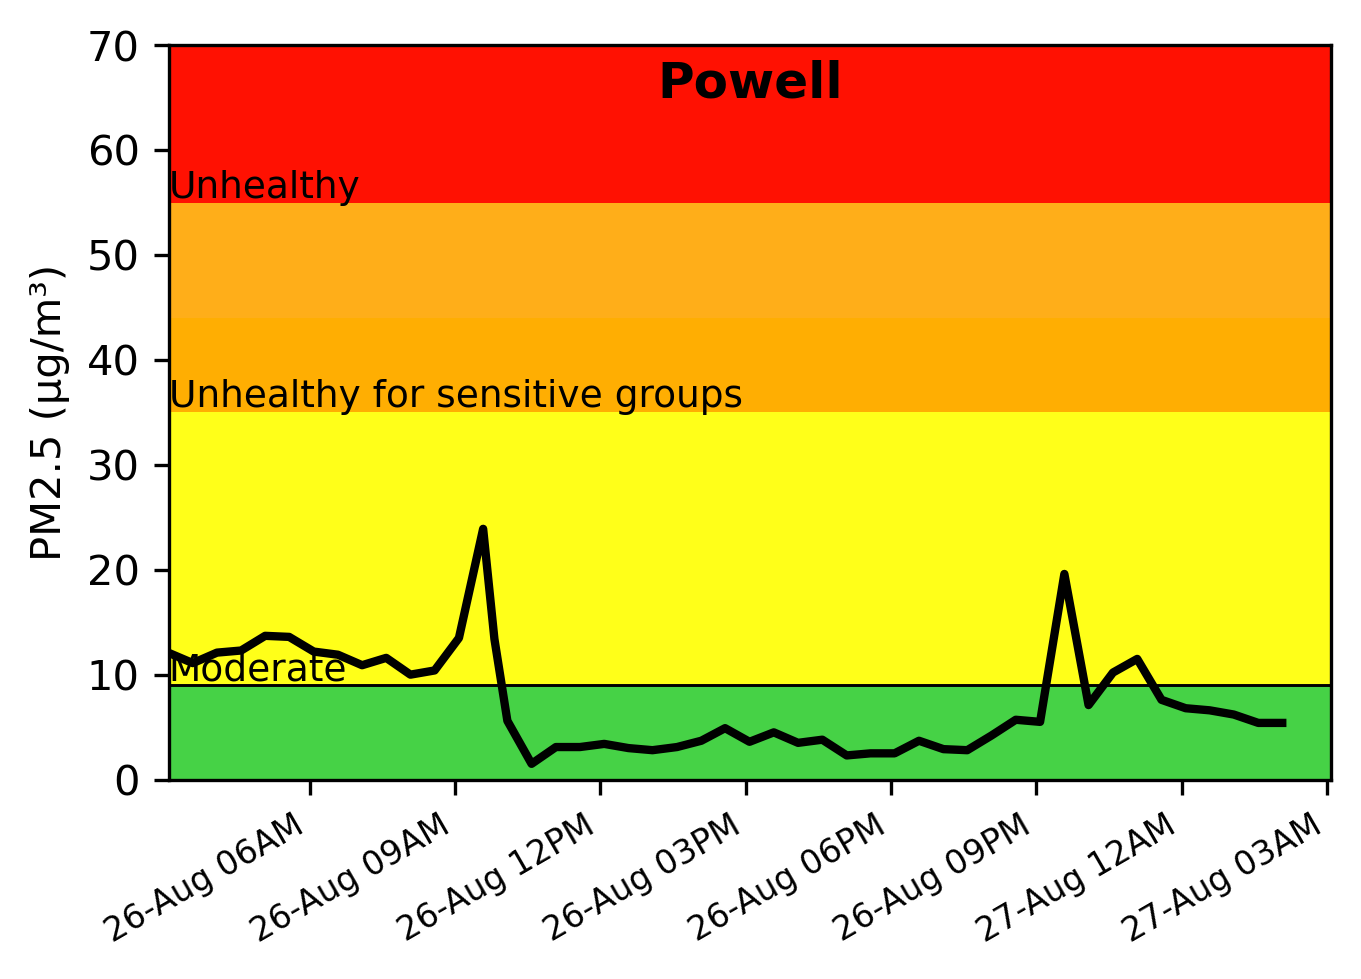 Powell
PM2.5 (µg/m³)
70
60
50
40
30
20
10
0
Unhealthy
Unhealthy for sensitive groups
Moderate
26-Aug 06AM
26-Aug 09AM
26-Aug 12PM
26-Aug 03PM
26-Aug 06PM
26-Aug 09PM
27-Aug 12AM
27-Aug 03AM